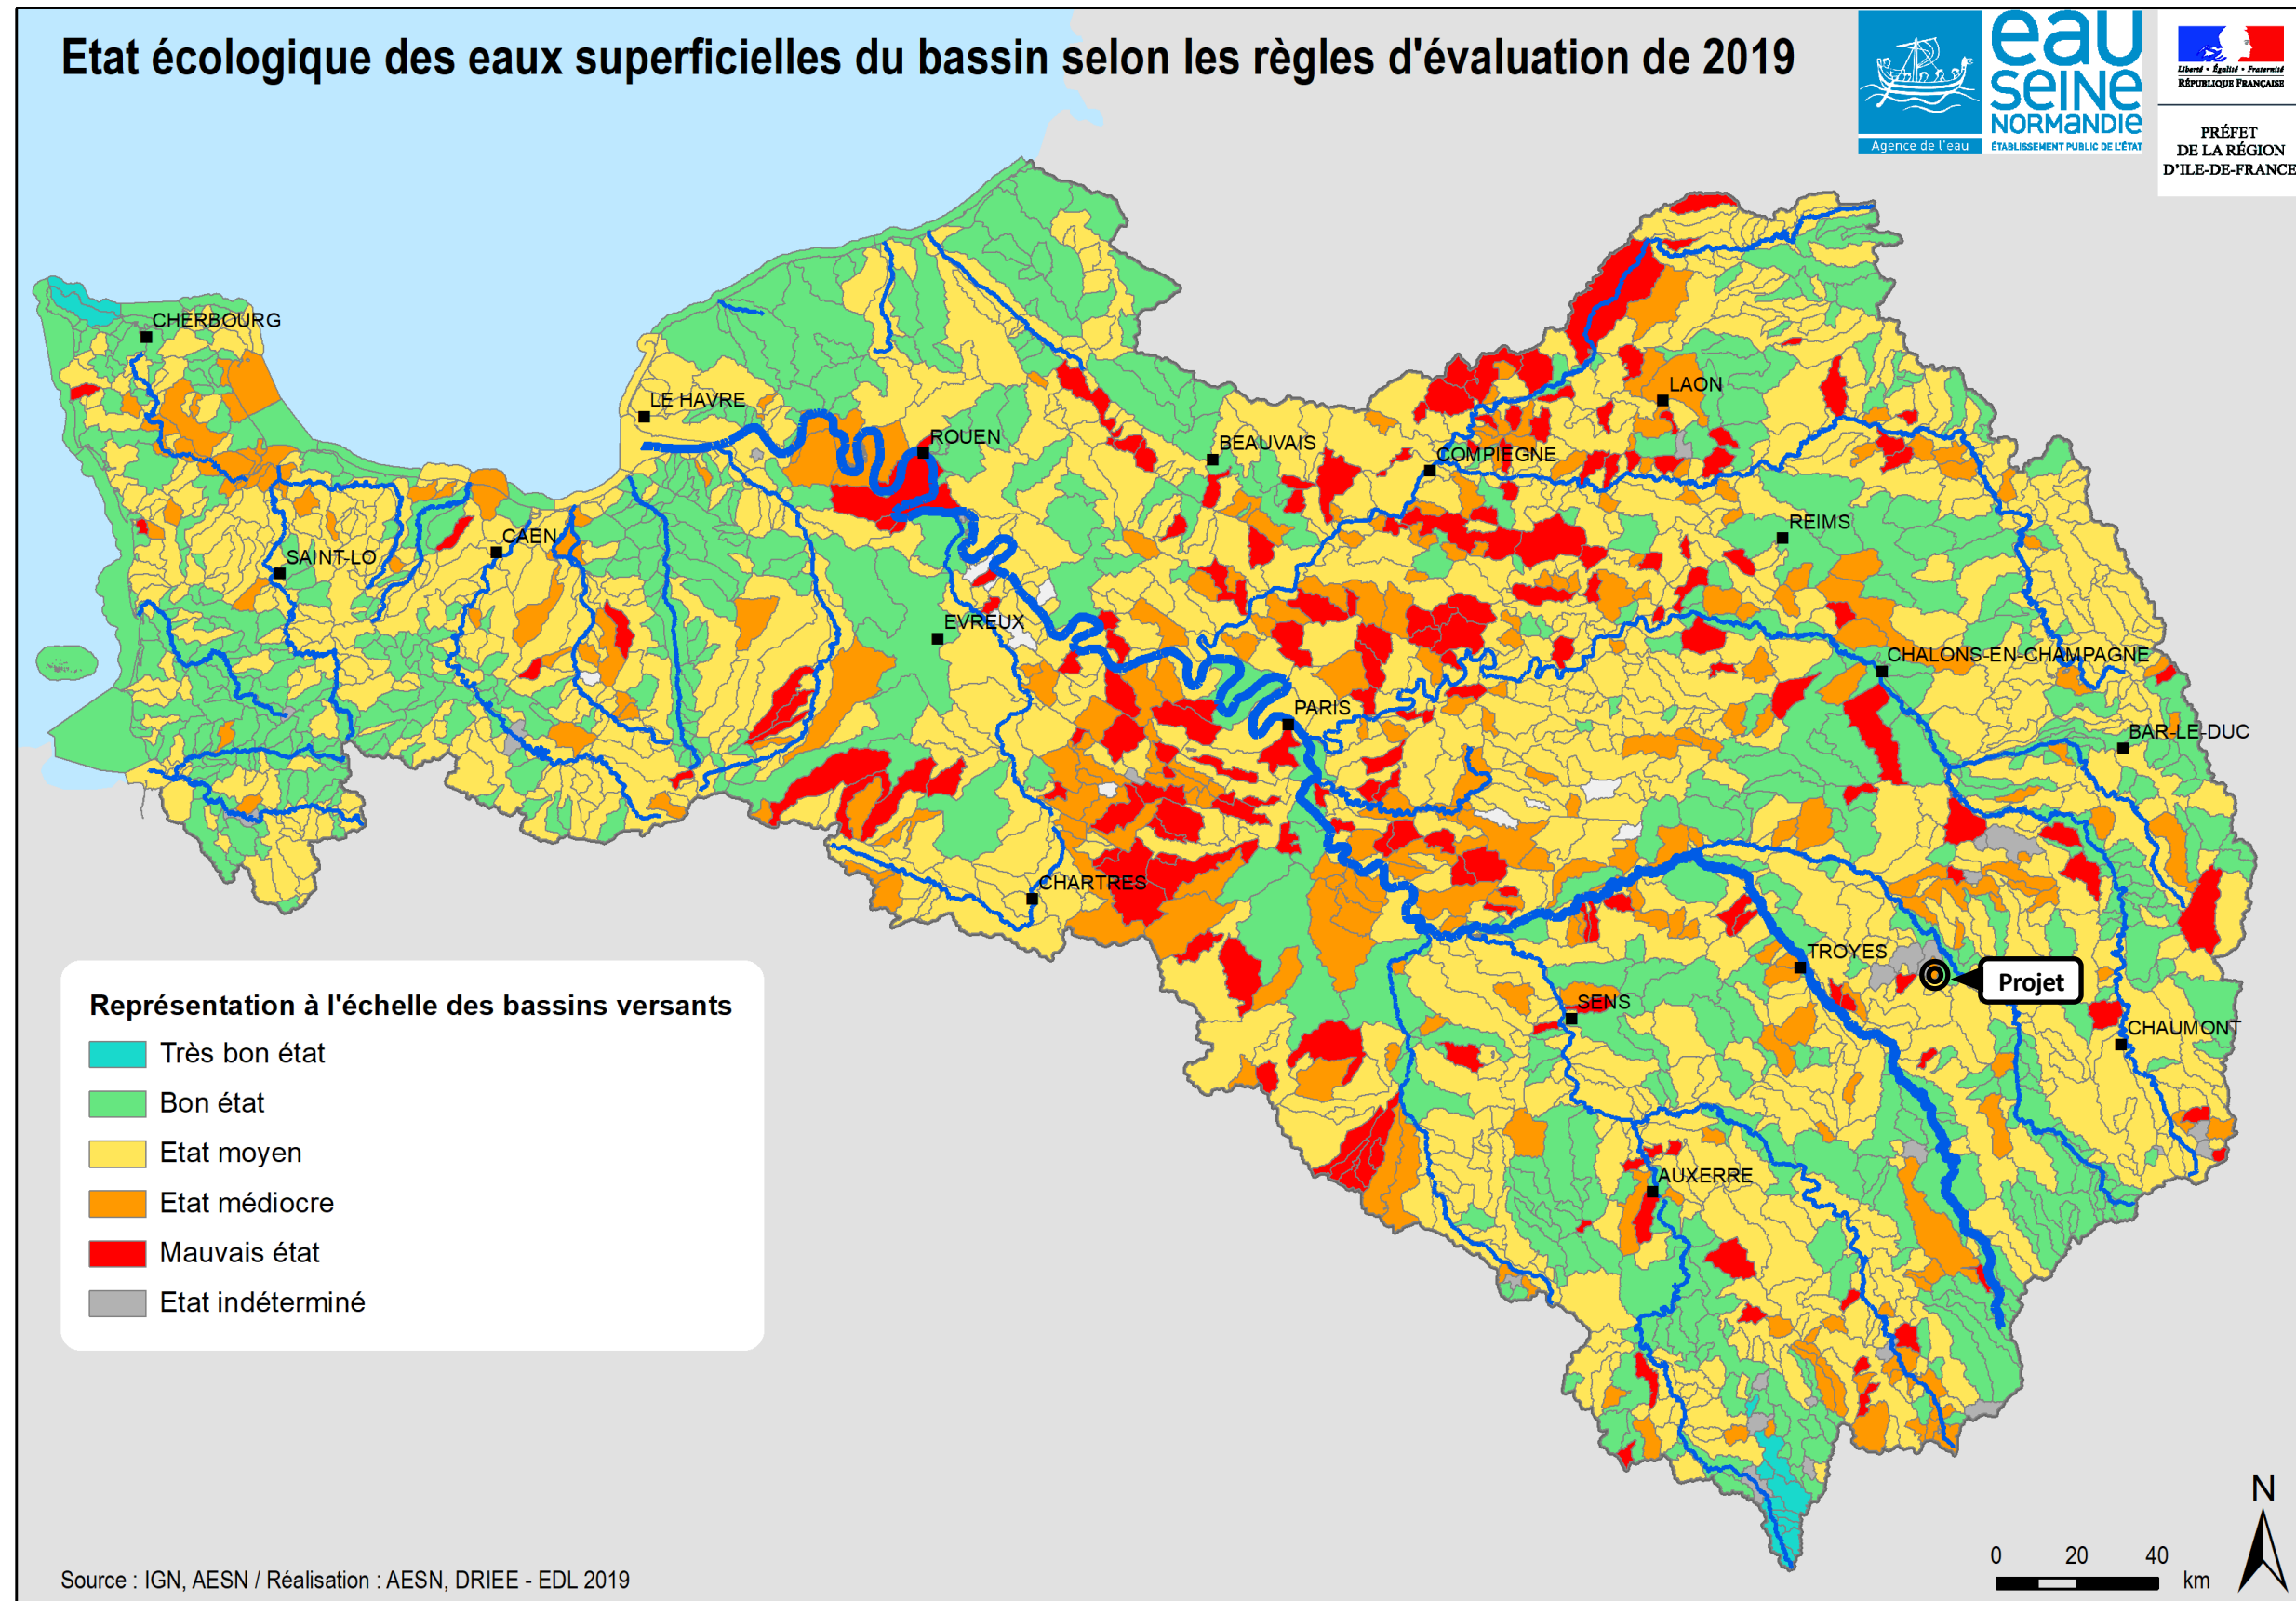 Etat écologique des eaux superficielles du bassin selon les règles d'évaluation de 2019
eau
SEINE
NORMANDIE
Agence de l'eau
ÉTABLISSEMENT PUBLIC DE L'ÉTAT
Liberté • Égalité • Fraternité
RÉPUBLIQUE FRANÇAISE
PRÉFET
DE LA RÉGION
D'ILE-DE-FRANCE
CHERBOURG
LE HAVRE
ROUEN
BEAUVAIS
COMPIEGNE
LAON
CAEN
SAINT-LO
REIMS
EVREUX
CHALONS-EN-CHAMPAGNE
PARIS
BAR-LE-DUC
CHARTRES
TROYES
Projet
SENS
CHAUMONT
AUXERRE
Représentation à l'échelle des bassins versants
Très bon état
Bon état
Etat moyen
Etat médiocre
Mauvais état
Etat indéterminé
N
0 20 40
km
Source : IGN, AESN / Réalisation : AESN, DRIEE - EDL 2019